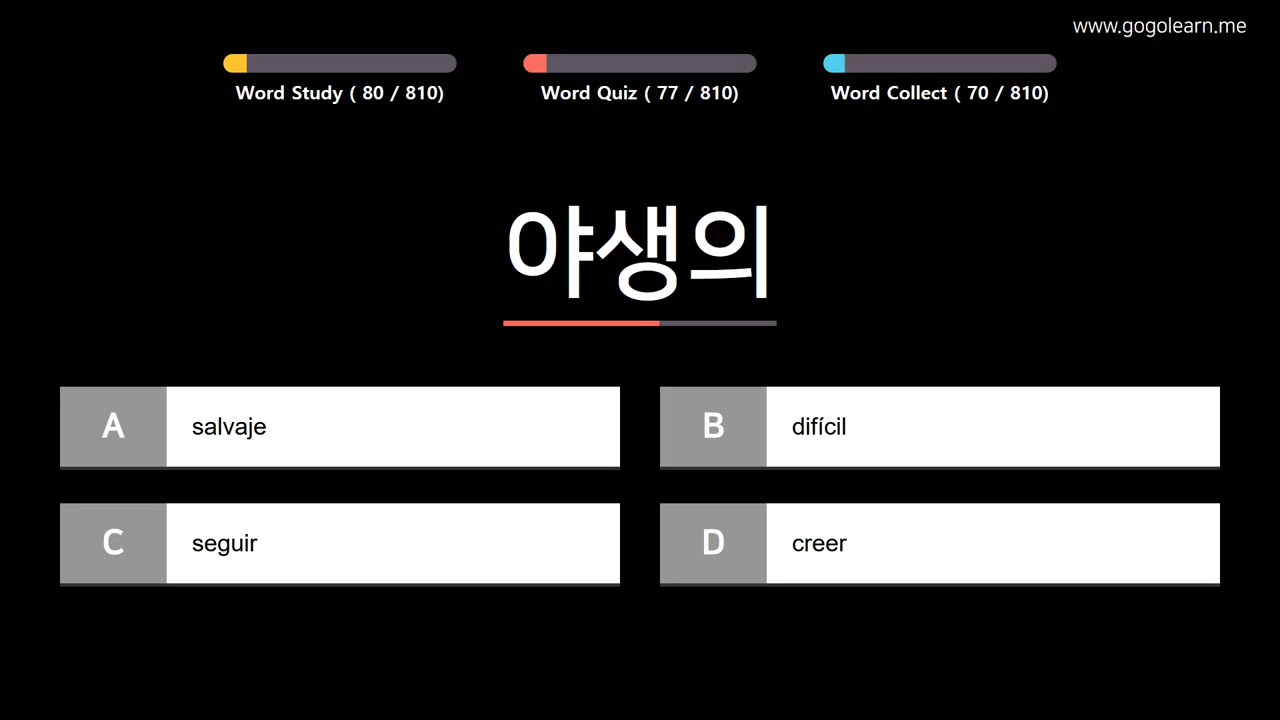 www.gogolearn.me
Word Study ( 80 / 810)
Word Quiz ( 77 / 810)
Word Collect ( 70 / 810)
야생의
A
salvaje
B
difícil
C
seguir
D
creer